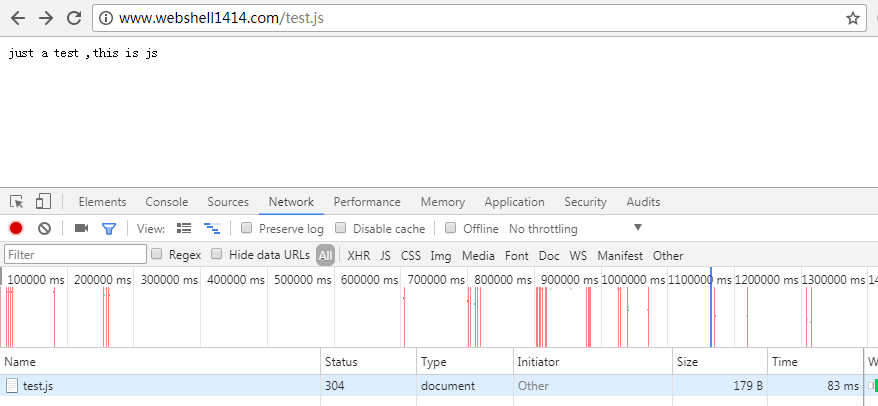 www.webshell1414.com/test.js
just a test ,this is js
Elements Console Sources Network Performance Memory Application Security Audits
View: Preserve log Disable cache Offline No throttling
Filter Regex Hide data URLs All XHR JS CSS Img Media Font Doc WS Manifest Other
100000 ms 200000 ms 300000 ms 400000 ms 500000 ms 600000 ms 700000 ms 800000 ms 900000 ms 1000000 ms 1100000 ms 1200000 ms 1300000 ms 14
Name Status Type Initiator Size Time W
test.js 304 document Other 179 B 83 ms